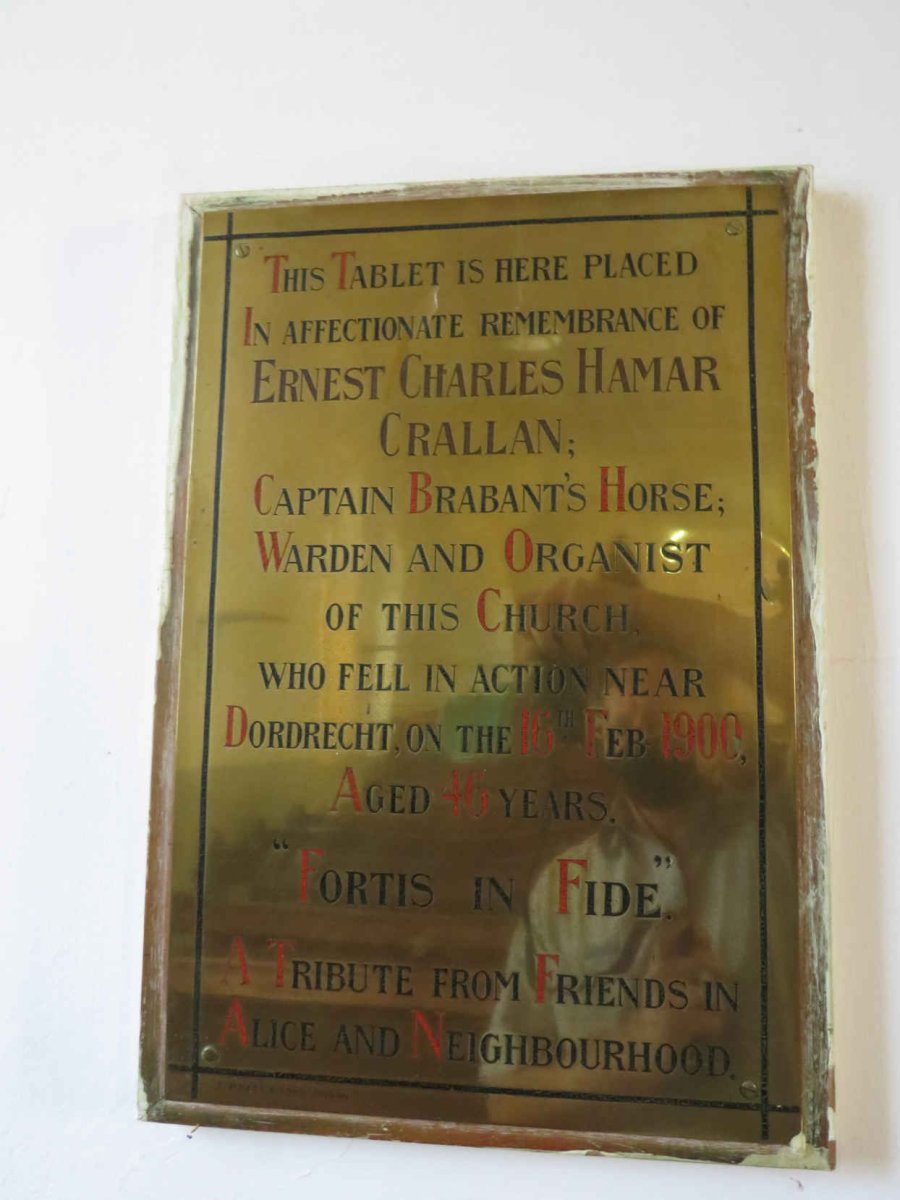 This Tablet is here placed
In affectionate remembrance of
Ernest Charles Hamar
Crallan;
Captain Brabant's Horse;
Warden and Organist
of this Church,
who fell in action near
Dordrecht, on the 16th Feb 1900,
Aged 46 years.
"Fortis in Fide".
A Tribute from Friends in
Alice and Neighbourhood.